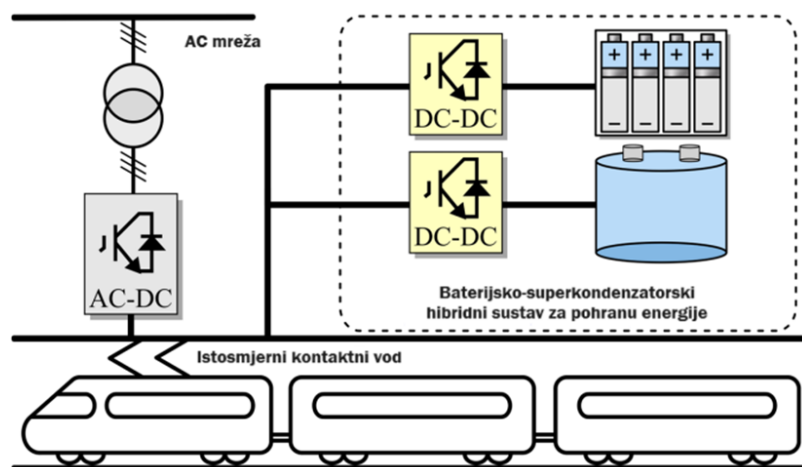 AC mreža
DC-DC
DC-DC
AC-DC
Baterijsko-superkondenzatorski
hibridni sustav za pohranu energije
Istosmjerni kontaktni vod